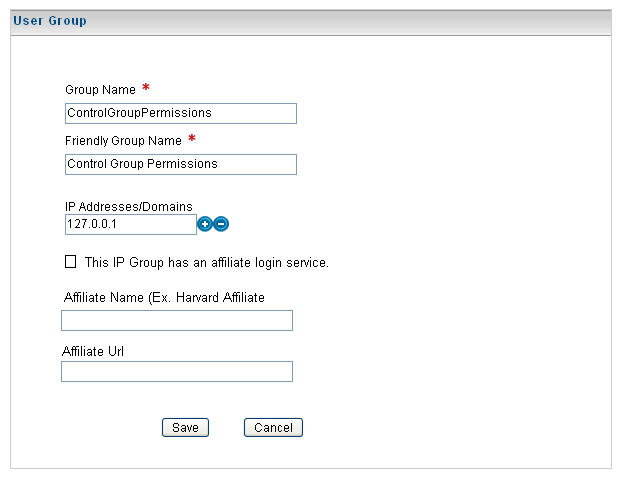 User Group
Group Name *
ControlGroupPermissions
Friendly Group Name *
Control Group Permissions
IP Addresses/Domains
127.0.0.1
This IP Group has an affiliate login service.
Affiliate Name (Ex. Harvard Affiliate
Affiliate Url
Save Cancel